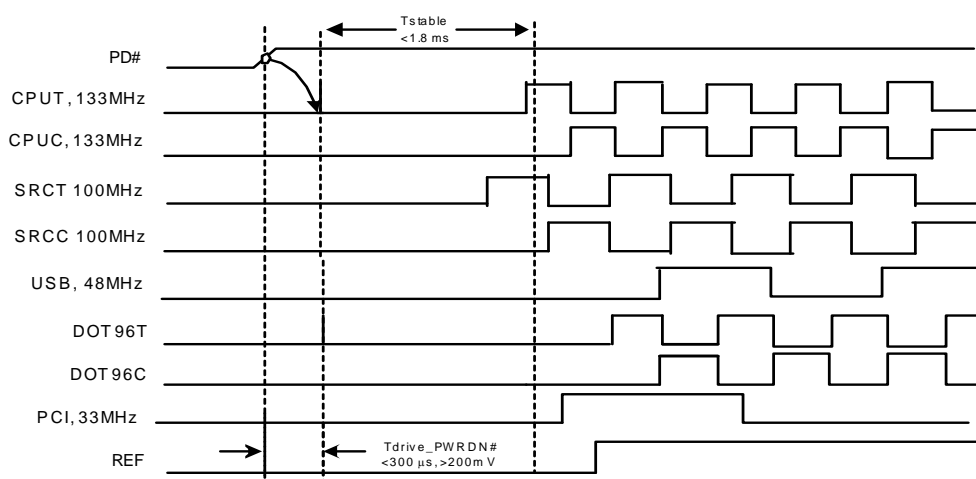 Tstable
<1.8 ms
PD#
CPUT, 133MHz
CPUC, 133MHz
SRCT 100MHz
SRCC 100MHz
USB, 48MHz
DOT96T
DOT96C
PCI, 33MHz
REF
Tdrive_PWRDN#
<300 μs, >200mV